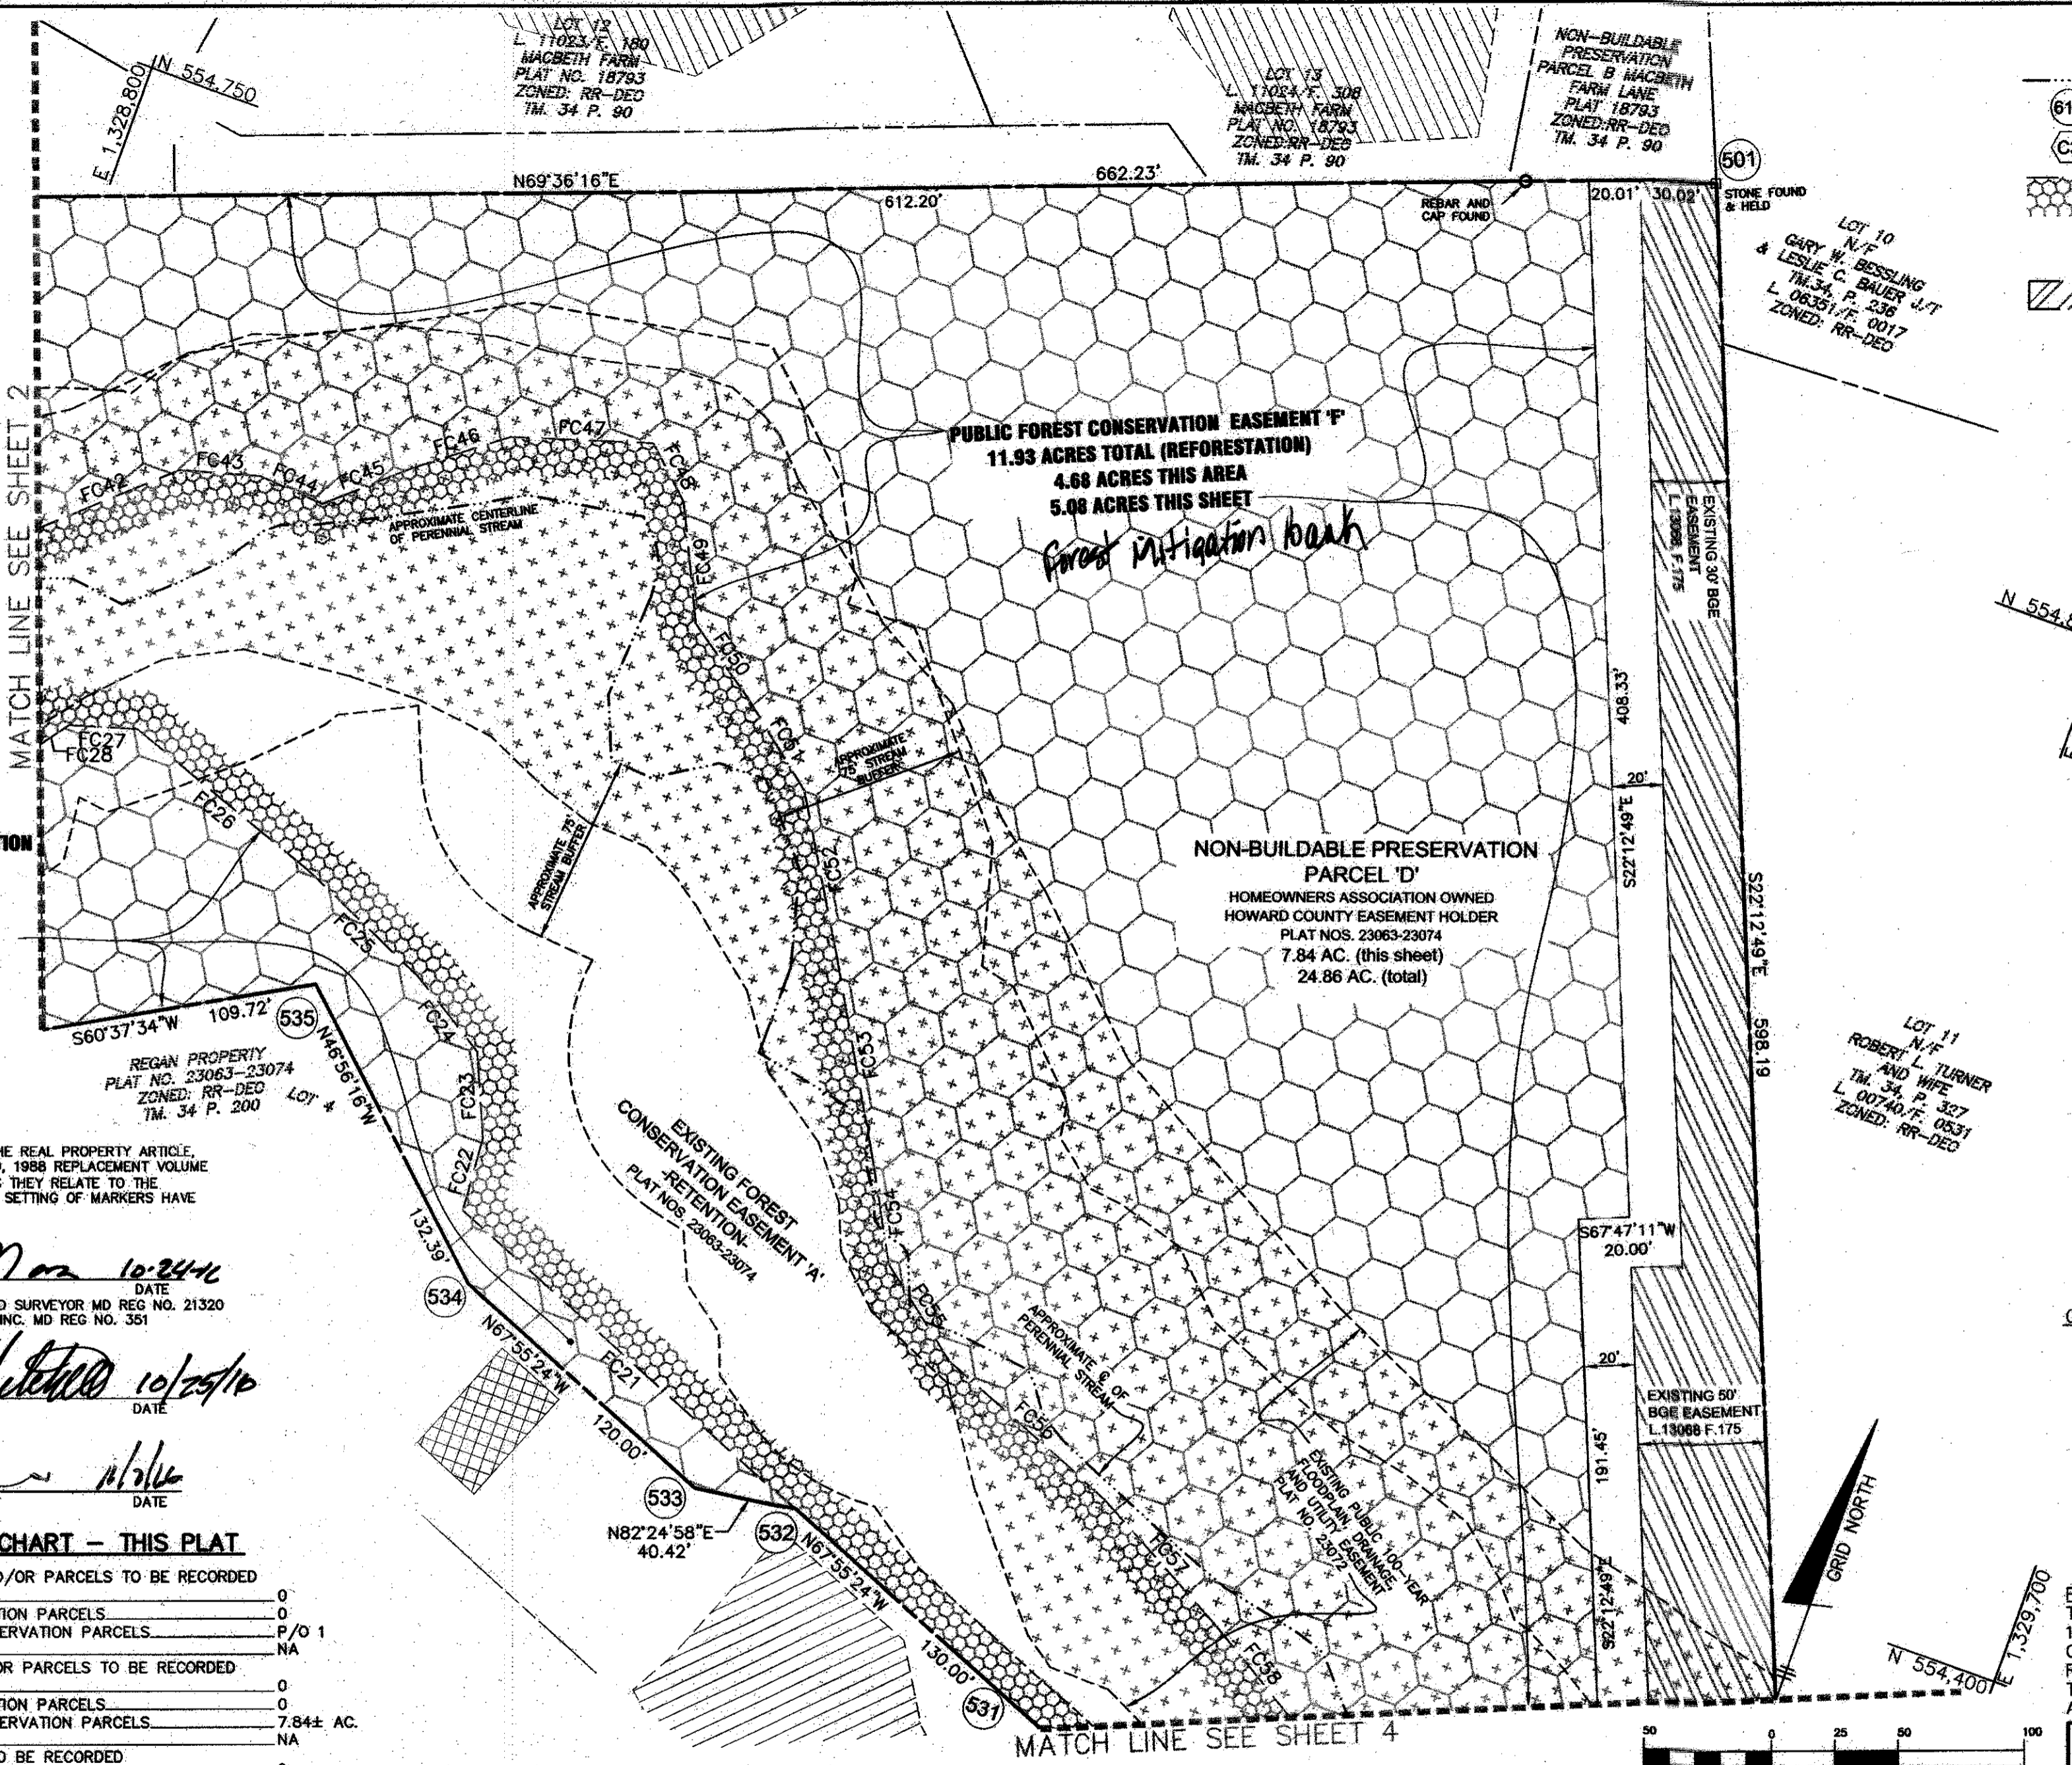 LOT 12
L. 11023/F. 180
MACBETH FARM
PLAT NO. 18793
ZONED: RR-DEO
TM. 34 P. 90
LOT 13
L. 11024/F. 308
MACBETH FARM
PLAT NO. 18793
ZONED:RR-DEO
TM. 34 P. 90
NON-BUILDABLE
PRESERVATION
PARCEL B MACBETH
FARM LANE
PLAT 18793
ZONED:RR-DEO
TM. 34 P. 90
N 554,750
E 1,328,800
N69°36'16"E
662.23'
612.20'
REBAR AND
CAP FOUND
20.01'
30.02'
501
STONE FOUND
& HELD
LOT 10
N/F
GARY W. BESSLING
& LESLIE C. BAUER J/T
TM.34, P. 236
L. 06351/F. 0017
ZONED: RR-DEO
MATCH LINE SEE SHEET 2
FC42
FC43
FC44
FC45
FC46
FC47
FC48
FC49
FC50
FC51
FC52
FC53
FC54
FC55
FC56
FC57
FC58
APPROXIMATE CENTERLINE
OF PERENNIAL STREAM
PUBLIC FOREST CONSERVATION EASEMENT 'F'
11.93 ACRES TOTAL (REFORESTATION)
4.68 ACRES THIS AREA
5.08 ACRES THIS SHEET
Forest Mitigation bank
EXISTING 30' BGE
EASEMENT
L.13068 F.175
408.33'
20'
S22°12'49"E
S22°12'49"E 598.19
APPROXIMATE
75' STREAM
BUFFER
APPROXIMATE 75'
STREAM BUFFER
NON-BUILDABLE PRESERVATION
PARCEL 'D'
HOMEOWNERS ASSOCIATION OWNED
HOWARD COUNTY EASEMENT HOLDER
PLAT NOS. 23063-23074
7.84 AC. (this sheet)
24.86 AC. (total)
FC27
FC28
FC26
FC25
FC24
FC23
FC22
FC21
S60°37'34"W
109.72'
535
N46°56'16"W
132.39'
REGAN PROPERTY
PLAT NO. 23063-23074
ZONED: RR-DEO
TM. 34 P. 200
LOT 4
LOT 11
N/F
ROBERT L. TURNER
AND WIFE
TM. 34, P. 327
L. 00740/F. 0531
ZONED: RR-DEO
EXISTING FOREST
CONSERVATION EASEMENT 'A'
-RETENTION-
PLAT NOS. 23063-23074
HE REAL PROPERTY ARTICLE,
, 1988 REPLACEMENT VOLUME
THEY RELATE TO THE
SETTING OF MARKERS HAVE
DATE
SURVEYOR MD REG NO. 21320
INC. MD REG NO. 351
10/25/16
DATE
DATE
534
N67°55'24"W
120.00'
533
N82°24'58"E
40.42'
532
N67°55'24"W
130.00'
531
S67°47'11"W
20.00'
APPROXIMATE ℄ OF
PERENNIAL STREAM
EXISTING PUBLIC 100-YEAR
FLOODPLAIN, DRAINAGE,
AND UTILITY EASEMENT
PLAT NO. 23072
20'
191.45'
S22°12'49"E
EXISTING 50'
BGE EASEMENT
L.13068 F.175
GRID NORTH
N 554,400
E 1,329,700
CHART - THIS PLAT
/OR PARCELS TO BE RECORDED
0
TION PARCELS 0
ERVATION PARCELS P/O 1
NA
OR PARCELS TO BE RECORDED
0
TION PARCELS 0
ERVATION PARCELS 7.84± AC.
NA
O BE RECORDED
MATCH LINE SEE SHEET 4
50 0 25 50 100